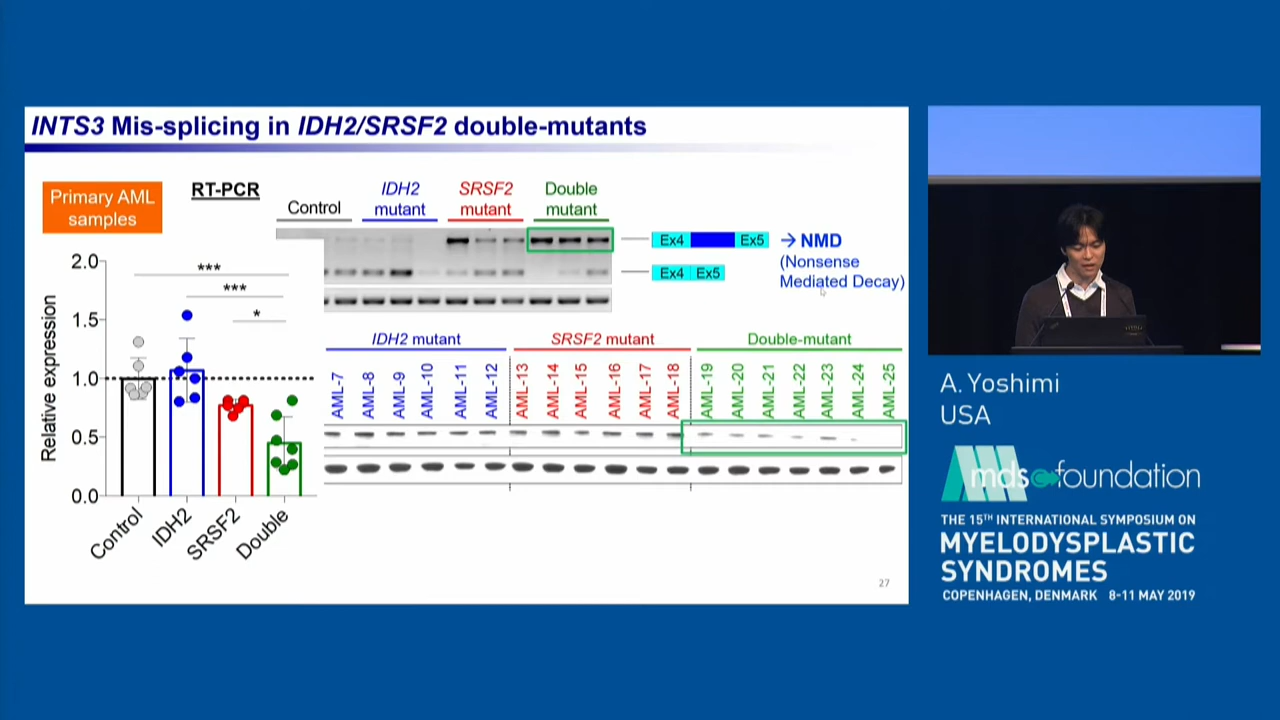 INTS3 Mis-splicing in IDH2/SRSF2 double-mutants
Primary AML
samples
RT-PCR
Control
IDH2
mutant
SRSF2
mutant
Double
mutant
Ex4
Ex5
→ NMD
(Nonsense
Mediated Decay)
Ex4 Ex5
Relative expression
2.0
1.5
1.0
0.5
0.0
***
***
*
Control
IDH2
SRSF2
Double
IDH2 mutant
SRSF2 mutant
Double-mutant
AML-7
AML-8
AML-9
AML-10
AML-11
AML-12
AML-13
AML-14
AML-15
AML-16
AML-17
AML-18
AML-19
AML-20
AML-21
AML-22
AML-23
AML-24
AML-25
27
A. Yoshimi
USA
mds foundation
THE 15TH INTERNATIONAL SYMPOSIUM ON
MYELODYSPLASTIC
SYNDROMES
COPENHAGEN, DENMARK 8-11 MAY 2019